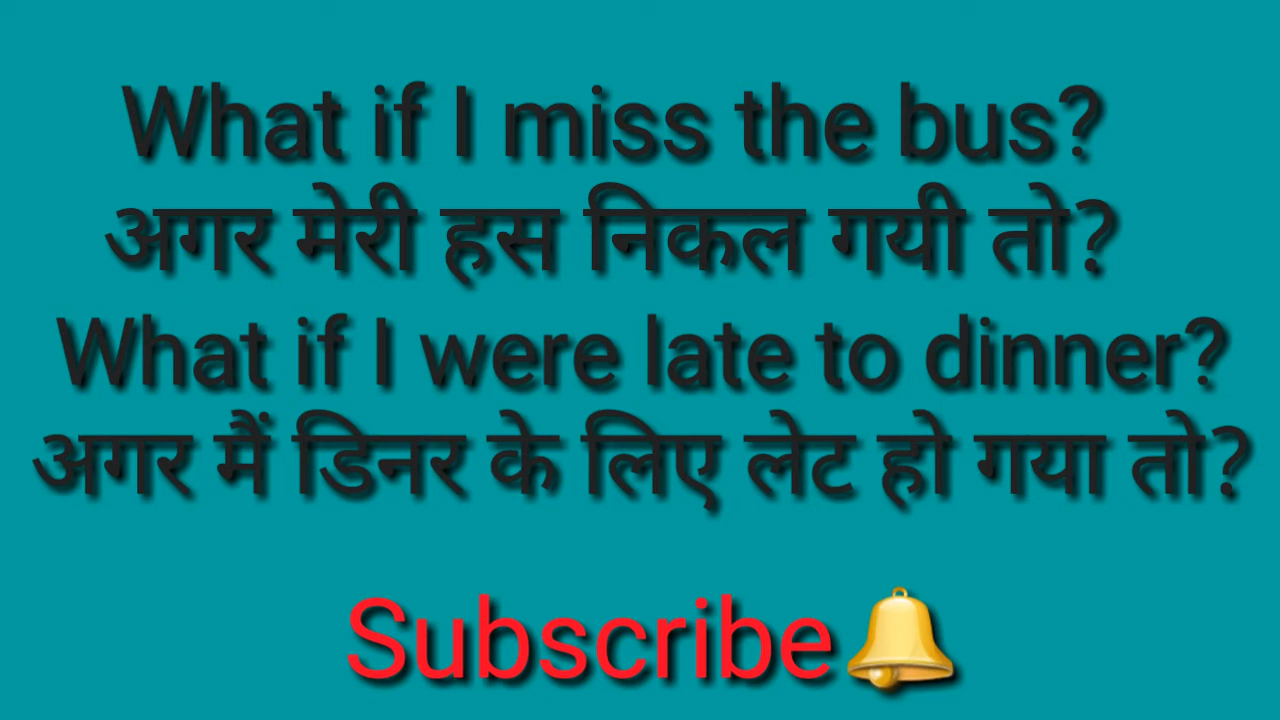 What if I miss the bus?
अगर मेरी हस निकल गयी तो?
What if I were late to dinner?
अगर मैं डिनर के लिए लेट हो गया तो?
Subscribe🔔